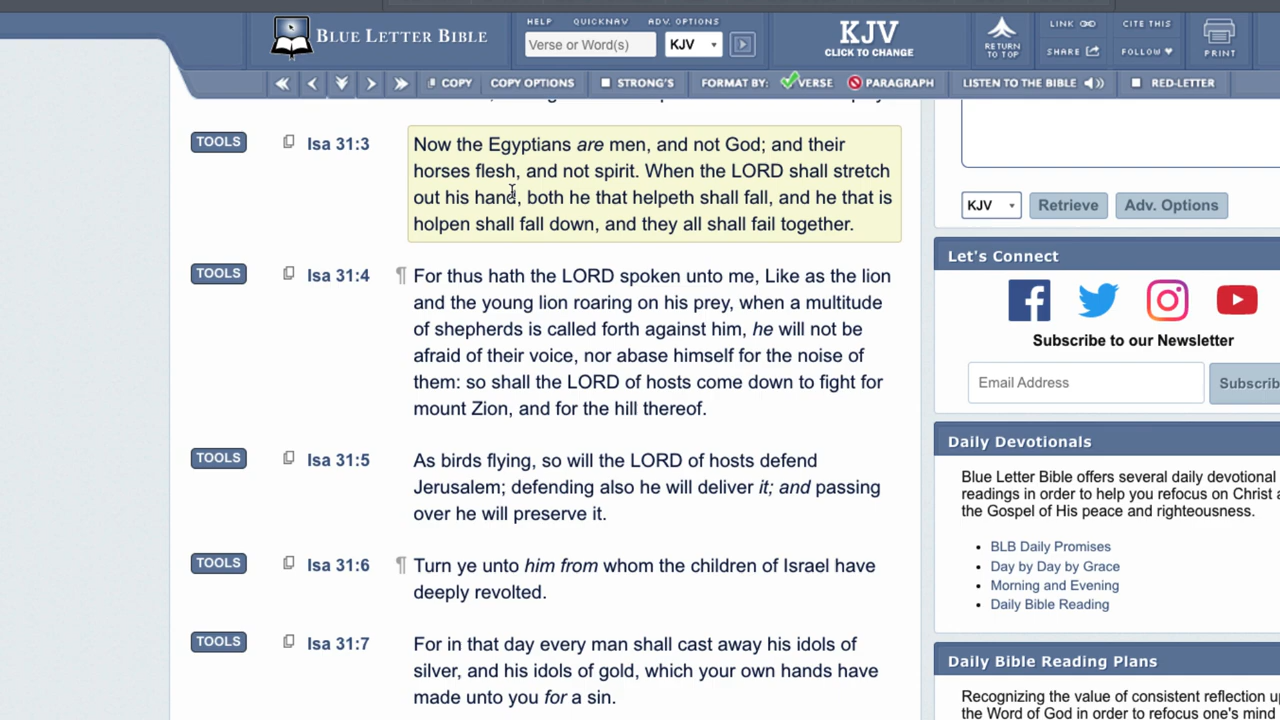 HELP QUICKNAV ADV. OPTIONS
BLUE LETTER BIBLE
Verse or Word(s)
KJV
KJV
CLICK TO CHANGE
RETURN
TO TOP
LINK
CITE THIS
SHARE
FOLLOW
PRINT
COPY
COPY OPTIONS
STRONG'S
FORMAT BY:
VERSE
PARAGRAPH
LISTEN TO THE BIBLE
RED-LETTER
TOOLS
Isa 31:3
Now the Egyptians are men, and not God; and their
horses flesh, and not spirit. When the LORD shall stretch
out his hand, both he that helpeth shall fall, and he that is
holpen shall fall down, and they all shall fail together.
TOOLS
Isa 31:4
¶ For thus hath the LORD spoken unto me, Like as the lion
and the young lion roaring on his prey, when a multitude
of shepherds is called forth against him, he will not be
afraid of their voice, nor abase himself for the noise of
them: so shall the LORD of hosts come down to fight for
mount Zion, and for the hill thereof.
TOOLS
Isa 31:5
As birds flying, so will the LORD of hosts defend
Jerusalem; defending also he will deliver it; and passing
over he will preserve it.
TOOLS
Isa 31:6
¶ Turn ye unto him from whom the children of Israel have
deeply revolted.
TOOLS
Isa 31:7
For in that day every man shall cast away his idols of
silver, and his idols of gold, which your own hands have
made unto you for a sin.
KJV
Retrieve
Adv. Options
Let's Connect
Subscribe to our Newsletter
Email Address
Subscrib
Daily Devotionals
Blue Letter Bible offers several daily devotional
readings in order to help you refocus on Christ a
the Gospel of His peace and righteousness.
• BLB Daily Promises
• Day by Day by Grace
• Morning and Evening
• Daily Bible Reading
Daily Bible Reading Plans
Recognizing the value of consistent reflection u
the Word of God in order to refocus one's mind